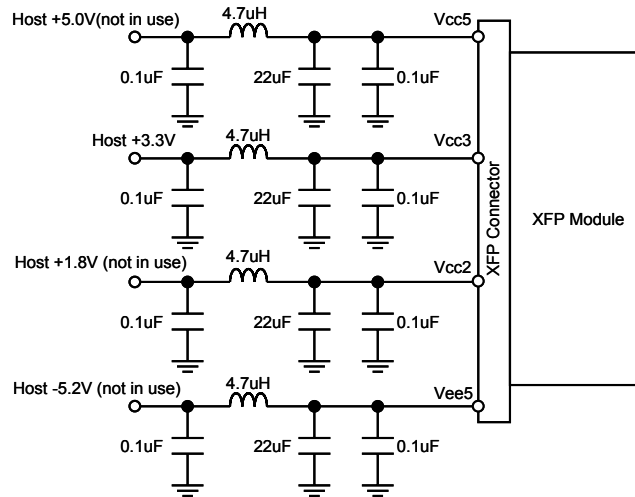 Host +5.0V(not in use)
4.7uH
Vcc5
0.1uF
22uF
0.1uF
Host +3.3V
4.7uH
Vcc3
0.1uF
22uF
0.1uF
XFP Connector
XFP Module
Host +1.8V (not in use)
4.7uH
Vcc2
0.1uF
22uF
0.1uF
Host -5.2V (not in use)
4.7uH
Vee5
0.1uF
22uF
0.1uF